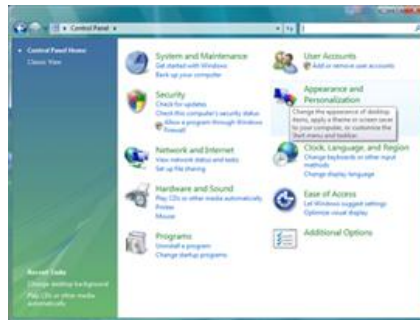 Control Panel
Control Panel Home
Classic View
System and Maintenance
Get started with Windows
Back up your computer
Security
Check for updates
Check this computer's security status
Allow a program through Windows
Firewall
Network and Internet
View network status and tasks
Set up file sharing
Hardware and Sound
Play CDs or other media automatically
Printer
Mouse
Programs
Uninstall a program
Change startup programs
User Accounts
Add or remove user accounts
Appearance and
Personalization
Change the appearance of desktop
items, apply a theme or screen saver
to your computer, or customize the
Start menu and taskbar.
Clock, Language, and Region
Change keyboards or other input
methods
Change display language
Ease of Access
Let Windows suggest settings
Optimize visual display
Additional Options
Recent Tasks
Change desktop background
Play CDs or other media
automatically